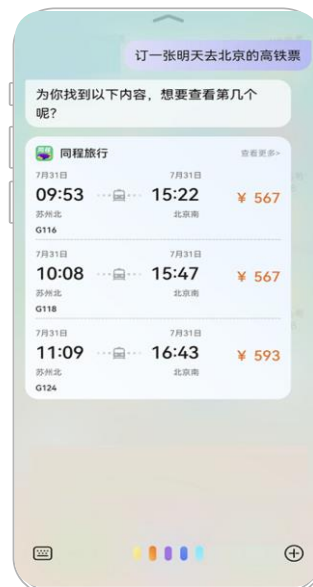 订一张明天去北京的高铁票
为你找到以下内容，想要查看第几个
呢？
同程旅行 查看更多>
7月31日 7月31日
09:53 15:22 ¥ 567
苏州北 北京南
G116
7月31日 7月31日
10:08 15:47 ¥ 567
苏州北 北京南
G118
7月31日 7月31日
11:09 16:43 ¥ 593
苏州北 北京南
G124